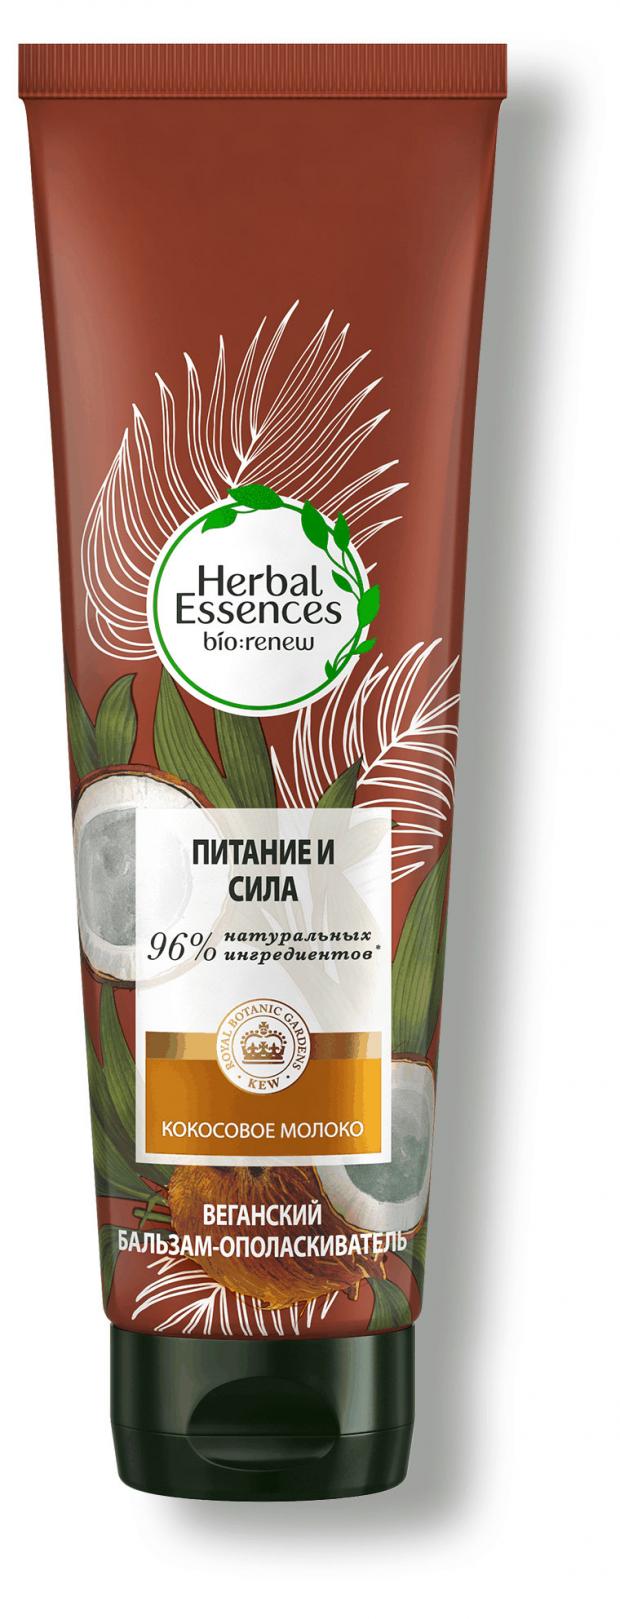 Herbal
Essences
bio:renew
ПИТАНИЕ И
СИЛА
96% натуральных
ингредиентов*
ROYAL BOTANIC GARDENS
KEW
КОКОСОВОЕ МОЛОКО
ВЕГАНСКИЙ
БАЛЬЗАМ-ОПОЛАСКИВАТЕЛЬ